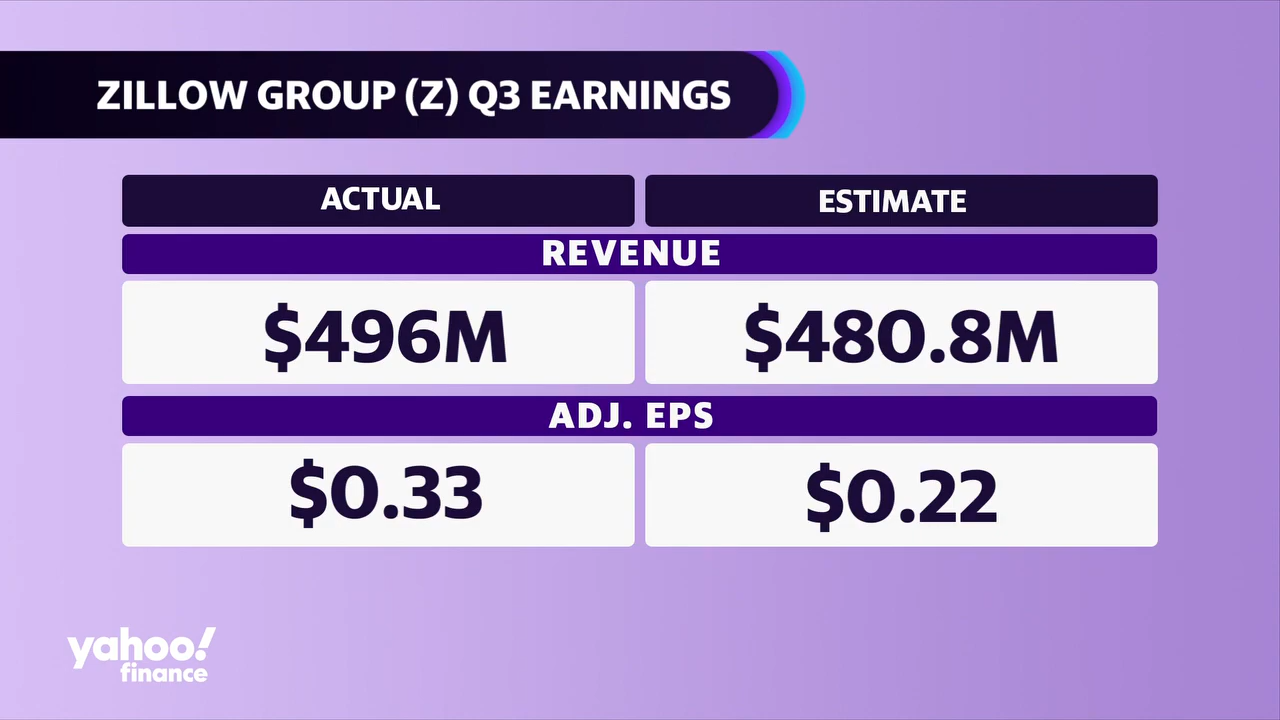 ZILLOW GROUP (Z) Q3 EARNINGS
ACTUAL ESTIMATE
REVENUE
$496M $480.8M
ADJ. EPS
$0.33 $0.22
yahoo!
finance